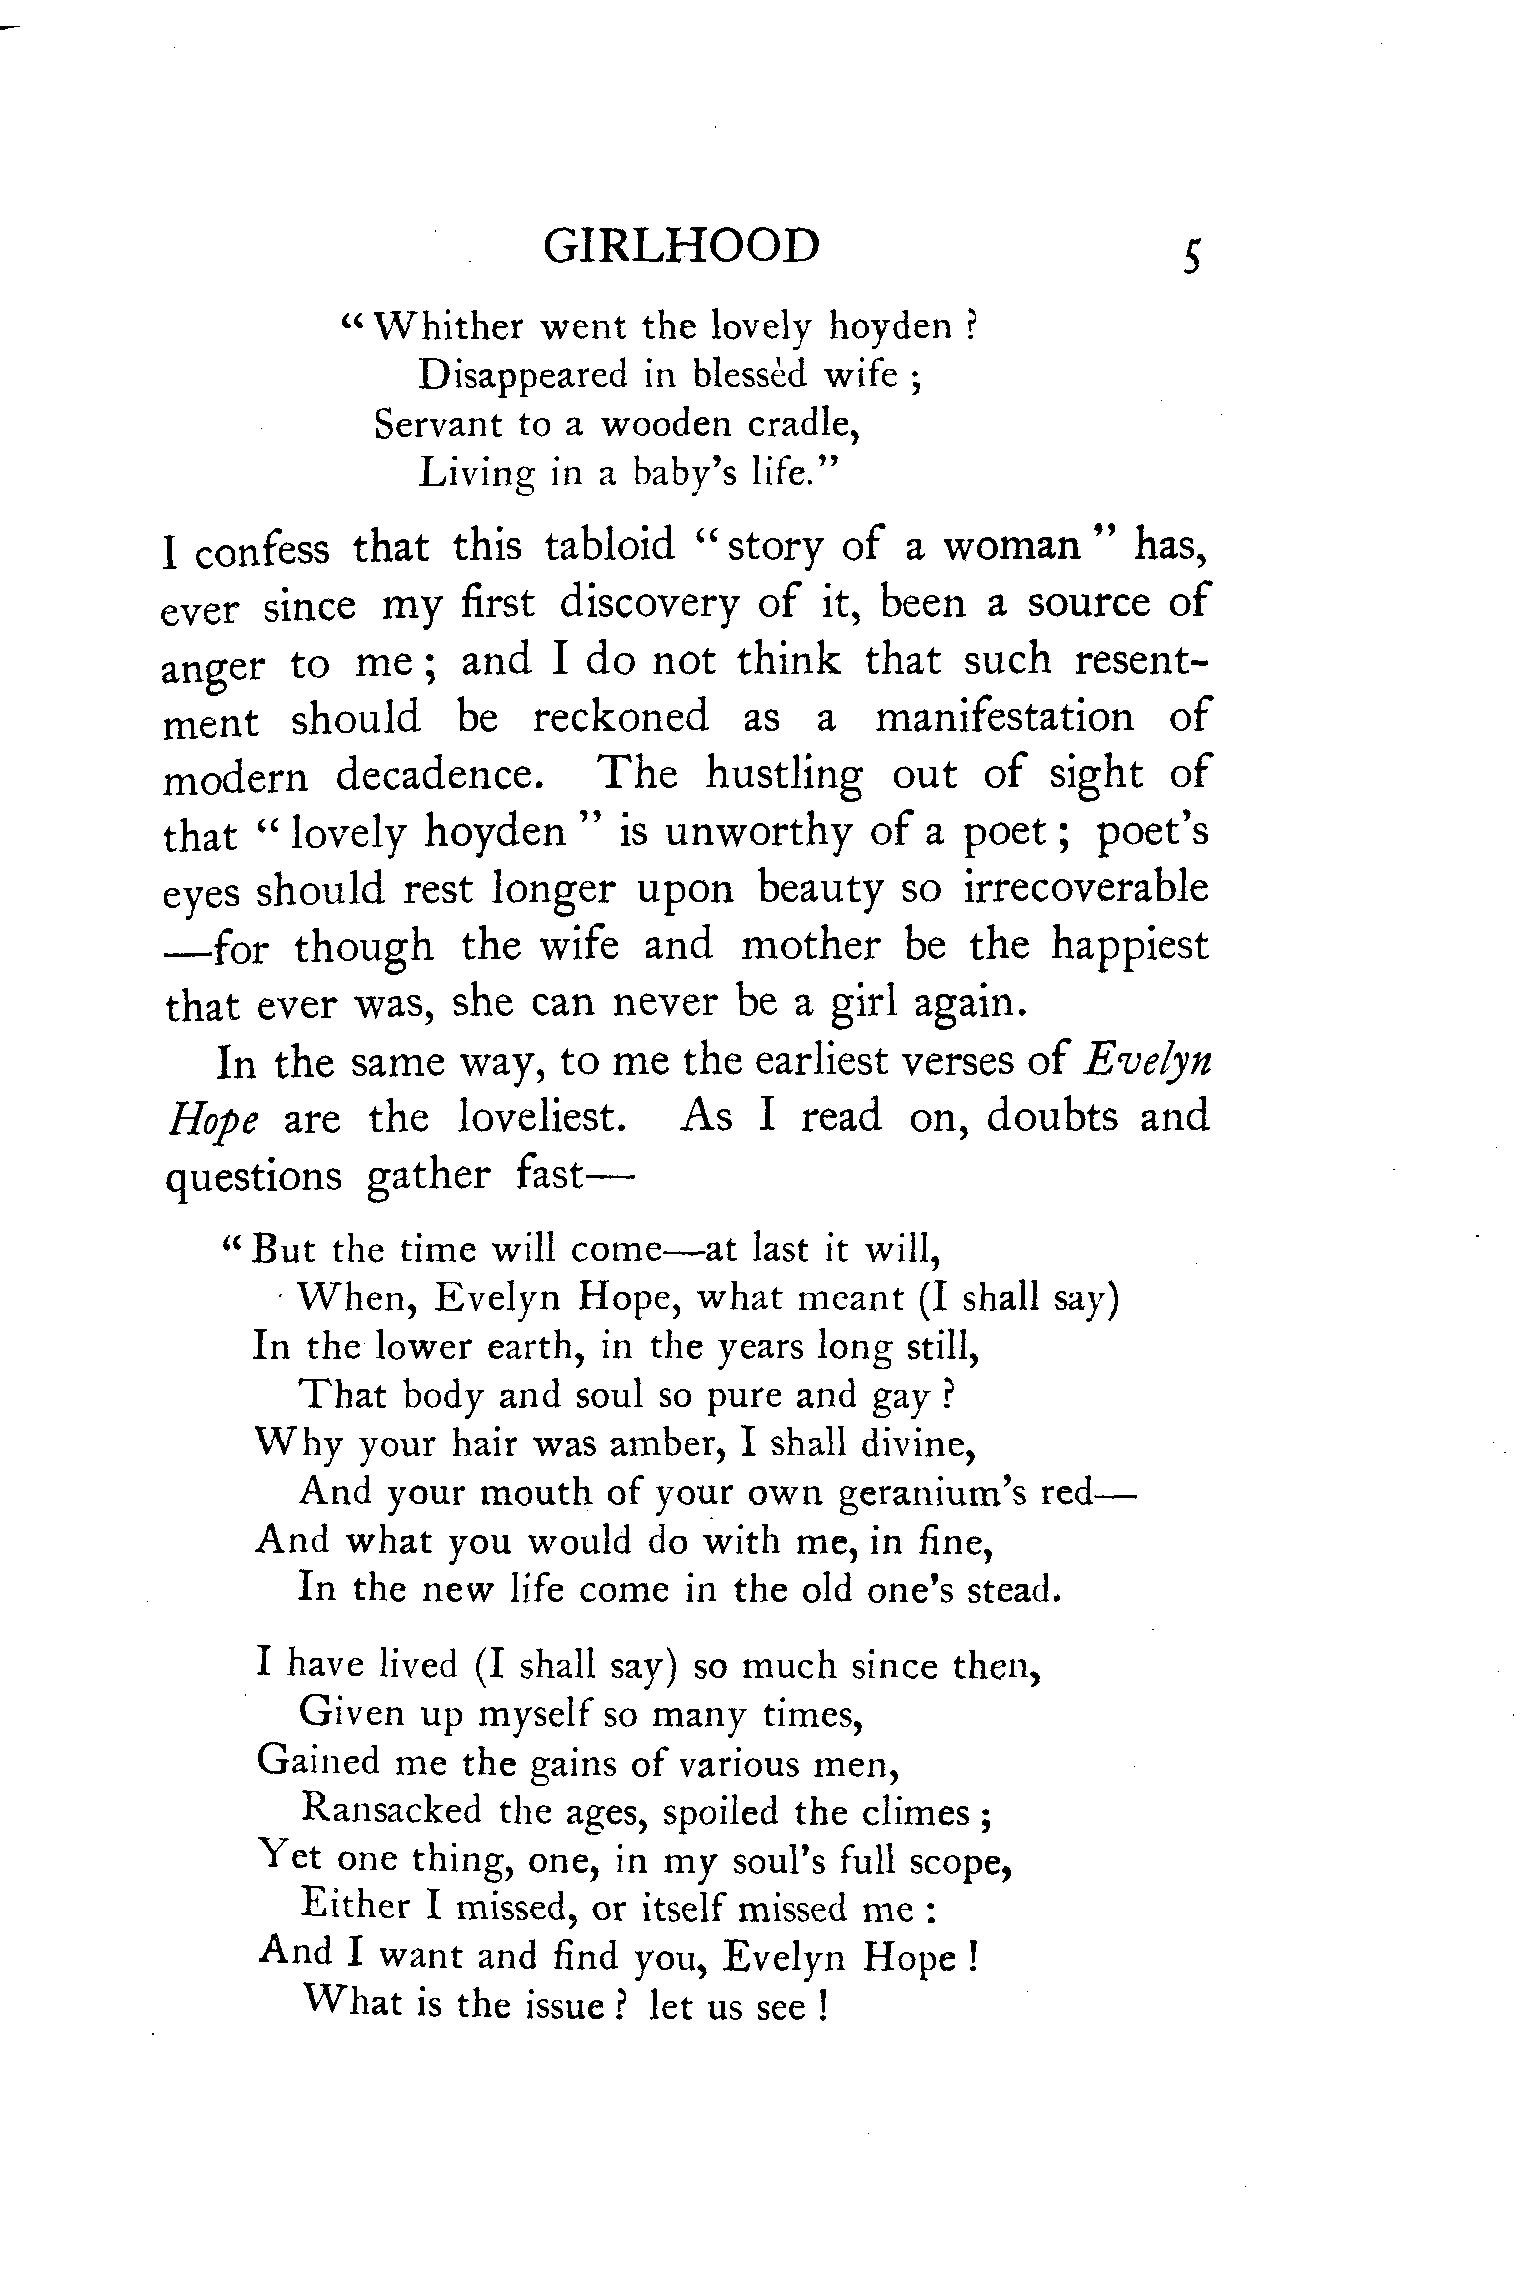 GIRLHOOD 5
“Whither went the lovely hoyden ?
Disappeared in blessèd wife ;
Servant to a wooden cradle,
Living in a baby’s life.”
I confess that this tabloid “story of a woman” has,
ever since my first discovery of it, been a source of
anger to me ; and I do not think that such resent-
ment should be reckoned as a manifestation of
modern decadence. The hustling out of sight of
that “lovely hoyden” is unworthy of a poet ; poet’s
eyes should rest longer upon beauty so irrecoverable
—for though the wife and mother be the happiest
that ever was, she can never be a girl again.
In the same way, to me the earliest verses of Evelyn
Hope are the loveliest. As I read on, doubts and
questions gather fast—
“But the time will come—at last it will,
When, Evelyn Hope, what meant (I shall say)
In the lower earth, in the years long still,
That body and soul so pure and gay ?
Why your hair was amber, I shall divine,
And your mouth of your own geranium’s red—
And what you would do with me, in fine,
In the new life come in the old one’s stead.
I have lived (I shall say) so much since then,
Given up myself so many times,
Gained me the gains of various men,
Ransacked the ages, spoiled the climes ;
Yet one thing, one, in my soul’s full scope,
Either I missed, or itself missed me :
And I want and find you, Evelyn Hope !
What is the issue ? let us see !